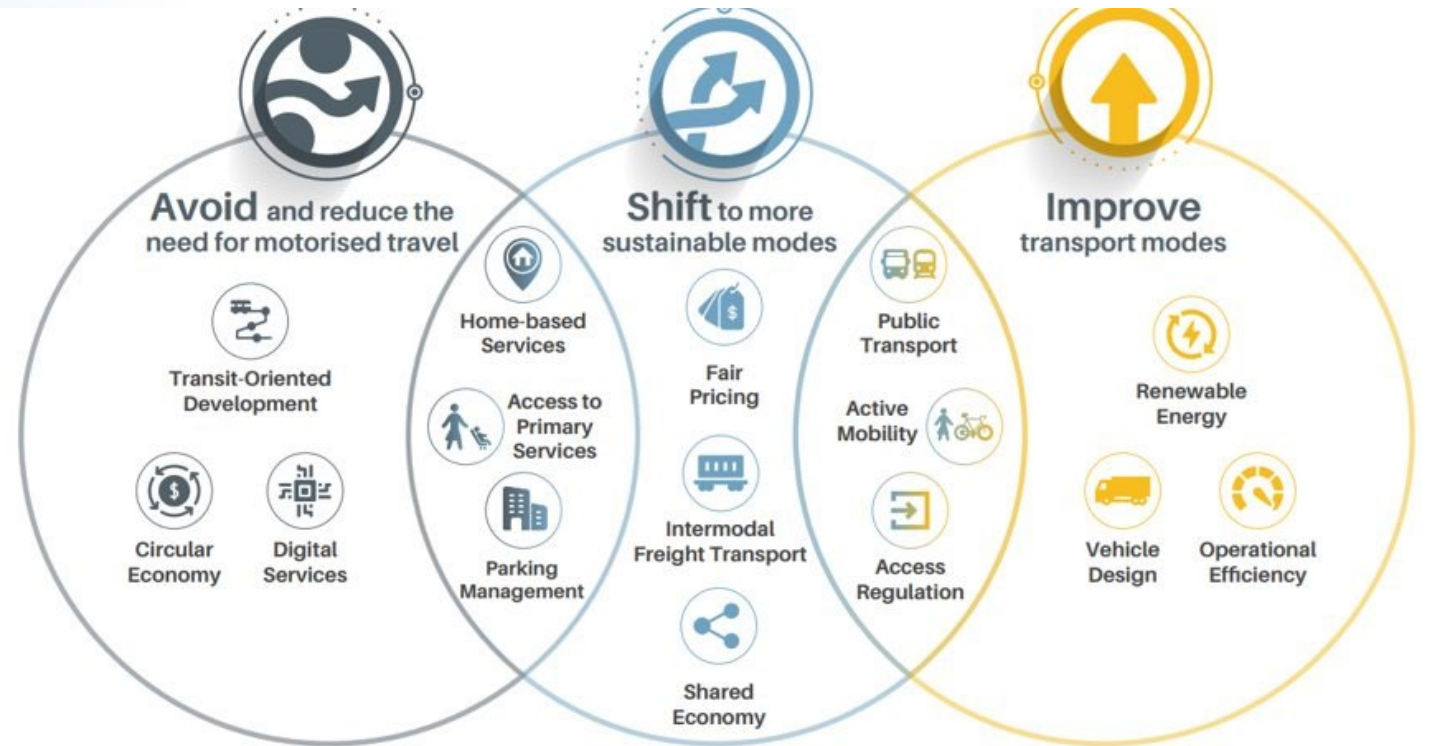 Avoid and reduce the
need for motorised travel
Transit-Oriented
Development
Circular
Economy
Digital
Services
Home-based
Services
Access to
Primary
Services
Parking
Management
Shift to more
sustainable modes
$
Fair
Pricing
Intermodal
Freight Transport
Shared
Economy
Public
Transport
Active
Mobility
Access
Regulation
Improve
transport modes
Renewable
Energy
Vehicle
Design
Operational
Efficiency
$